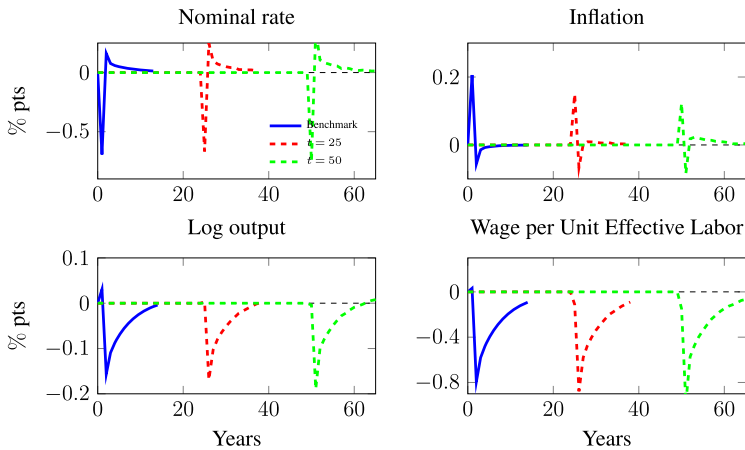 Nominal rate
Inflation
% pts
0
−0.5
Benchmark
t = 25
t = 50
0 20 40 60
0.2
0
0 20 40 60
Log output
Wage per Unit Effective Labor
% pts
0.1
0
−0.1
−0.2
0 20 40 60
Years
0
−0.4
−0.8
0 20 40 60
Years